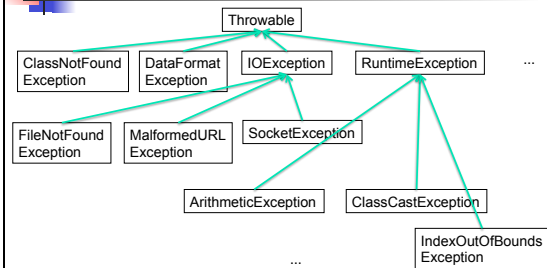 Throwable
ClassNotFound
Exception
DataFormat
Exception
IOException
RuntimeException
...
FileNotFound
Exception
MalformedURL
Exception
SocketException
ArithmeticException
ClassCastException
IndexOutOfBounds
Exception
...